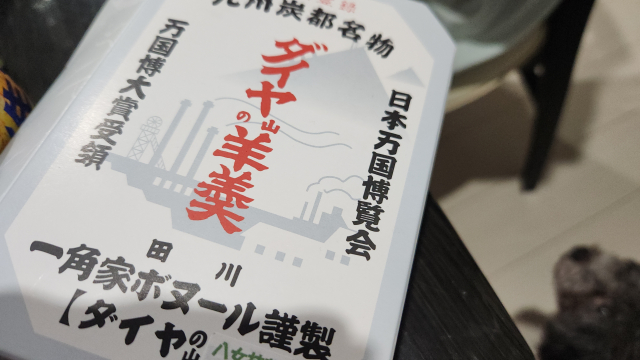 九州炭都名物
日本万国博覧会
ダイヤの山
羊羹
万国博大賞受領
田川
一角家ボヌール謹製
【ダイヤの山
八女